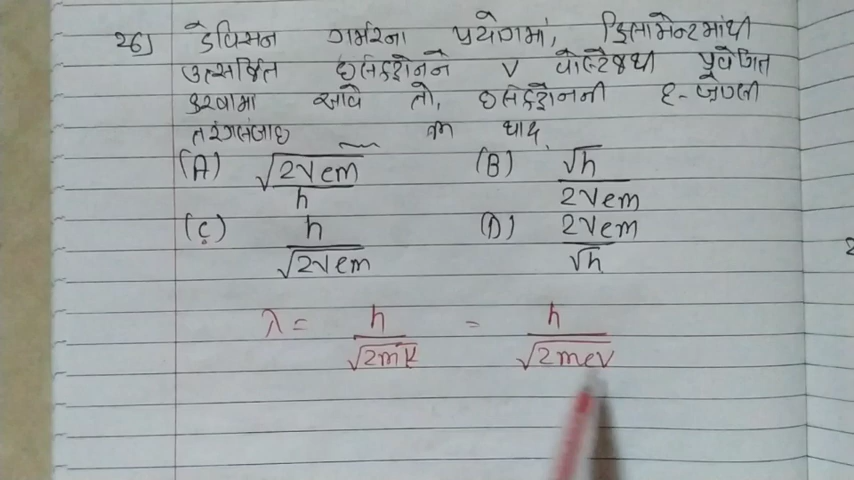 26) ડેવિસન ગર્મરના પ્રયોગમાં, ફિલામેન્ટમાંથી
ઉત્સર્જિત ઇલેક્ટ્રોનને V વોલ્ટેજથી પ્રવેગિત
કરવામા આવે તો, ઇલેક્ટ્રોનની દ-બ્રોગ્લી
તરંગલંબાઇ ___ m થાય.
(A) √2Vem / h (B) √h / 2Vem
(C) h / √2Vem (D) 2Vem / √h
λ = h / √2mK = h / √2meV